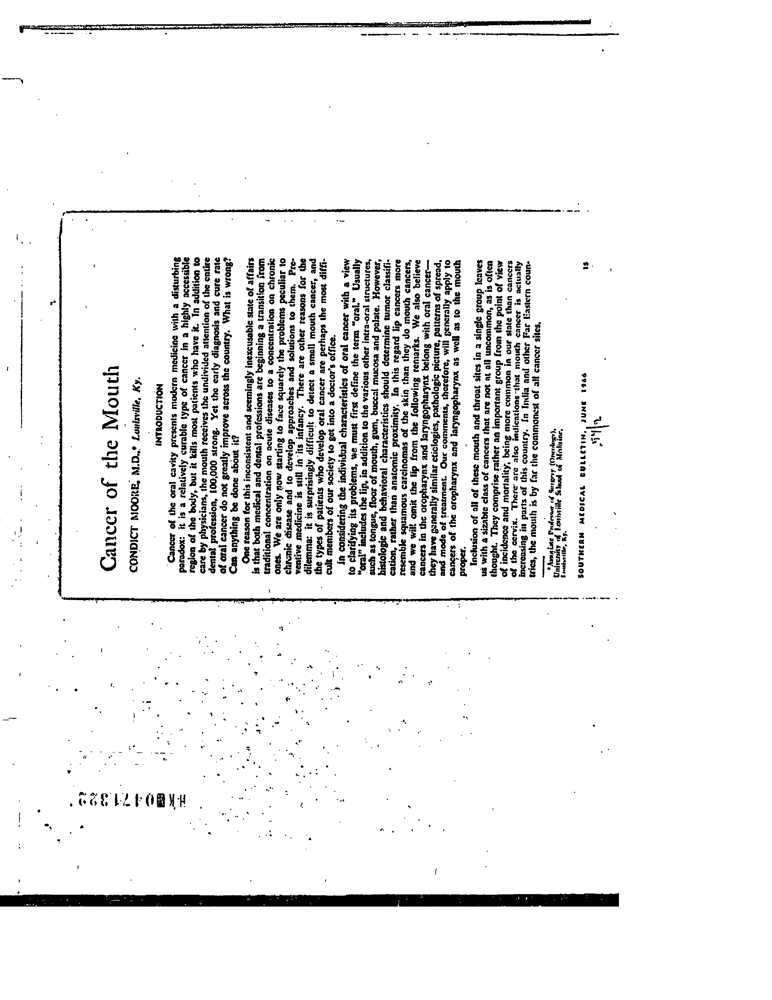 Cancer of the Mouth
CONDICT MOORE, M.D.,* Louisville, Ky.
INTRODUCTION
Cancer of the oral cavity presents modern medicine with a disturbing
paradox: it is a relatively curable type of cancer in a highly accessible
region of the body, but it kills most patients who have it. In addition to
care by physicians, the mouth receives the undivided attention of the entire
dental profession, 100,000 strong. Yet the early diagnosis and cure rate
of oral cancer do not greatly improve across the country. What is wrong?
Can anything be done about it?
One reason for this inconsistent and seemingly inexcusable state of affairs
is that both medical and dental professions are beginning a transition from
traditional concentration on acute diseases to a concentration on chronic
ones. We are only now starting to face squarely the problems peculiar to
chronic disease and to develop approaches and solutions to them. Pre-
ventive medicine is still in its infancy. There are other reasons for the
dilemma: it is surprisingly difficult to detect a small mouth cancer, and
the types of patients who develop oral cancer are perhaps the most diffi-
cult members of our society to get into a doctor's office.
In considering the individual characteristics of oral cancer with a view
to clarifying its problems, we must first define the term "oral." Usually
"oral" includes the lip, in addition to the various other intra-oral structures,
such as tongue, floor of mouth, gum, buccal mucosa and palate. However,
histologic and behavioral characteristics should determine tumor classifi-
cation, rather than anatomic proximity. In this regard lip cancers more
resemble squamous carcinomas of the skin than they do mouth cancers,
and we will omit the lip from the following remarks. We also believe
cancers in the oropharynx and laryngopharynx belong with oral cancer—
they have generally similar etiologies, pathologic picture, patterns of spread,
and mode of treatment. Our comments, therefore, will generally apply to
cancers of the oropharynx and laryngopharynx as well as to the mouth
proper.
Inclusion of all of these mouth and throat sites in a single group leaves
us with a sizable class of cancers that are not at all uncommon, as is often
thought. They comprise rather an important group from the point of view
of incidence and mortality, being more common in our state than cancers
of the cervix. There are also indications that mouth cancer is actually
increasing in parts of this country. In India and other Far Eastern coun-
tries, the mouth is by far the commonest of all cancer sites.
*Associate Professor of Surgery (Oncology),
University of Louisville School of Medicine,
Louisville, Ky.
SOUTHERN MEDICAL BULLETIN, JUNE 1966
15